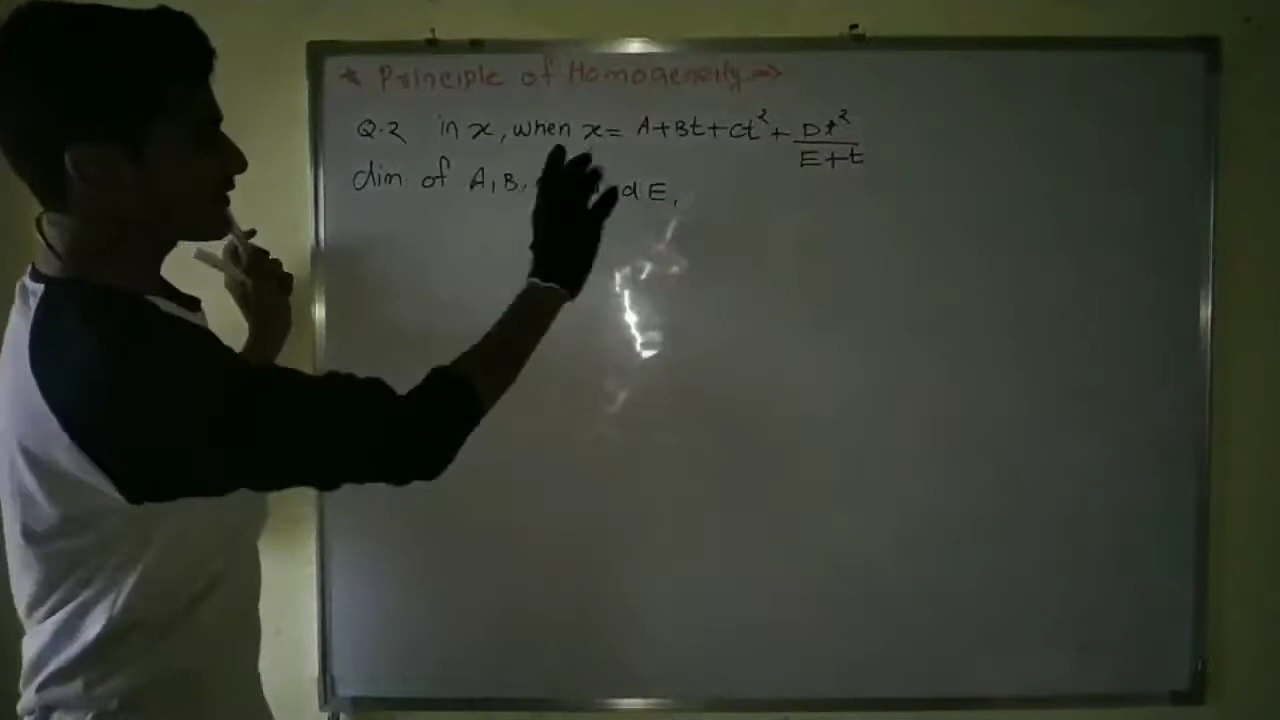 * Principle of Homogeneity ⇒
Q.2 in x, when x = A+Bt+Ct²+ Dt²/E+t
dim of A, B, d E,